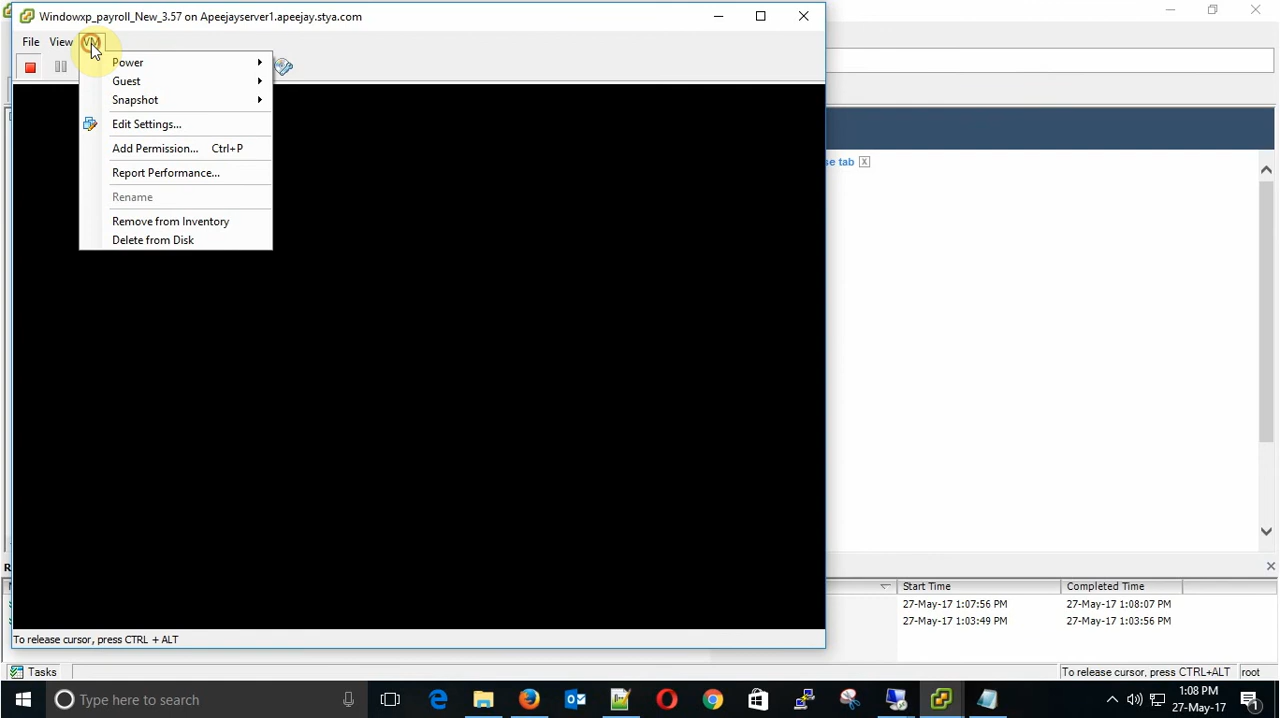 Windowxp_payroll_New_3.57 on Apeejayserver1.apeejay.stya.com
File View
Power
Guest
Snapshot
Edit Settings...
Add Permission... Ctrl+P
Report Performance...
Rename
Remove from Inventory
Delete from Disk
se tab
Start Time Completed Time
27-May-17 1:07:56 PM 27-May-17 1:08:07 PM
27-May-17 1:03:49 PM 27-May-17 1:03:56 PM
To release cursor, press CTRL + ALT
Tasks To release cursor, press CTRL+ALT root
Type here to search
1:08 PM
27-May-17
1